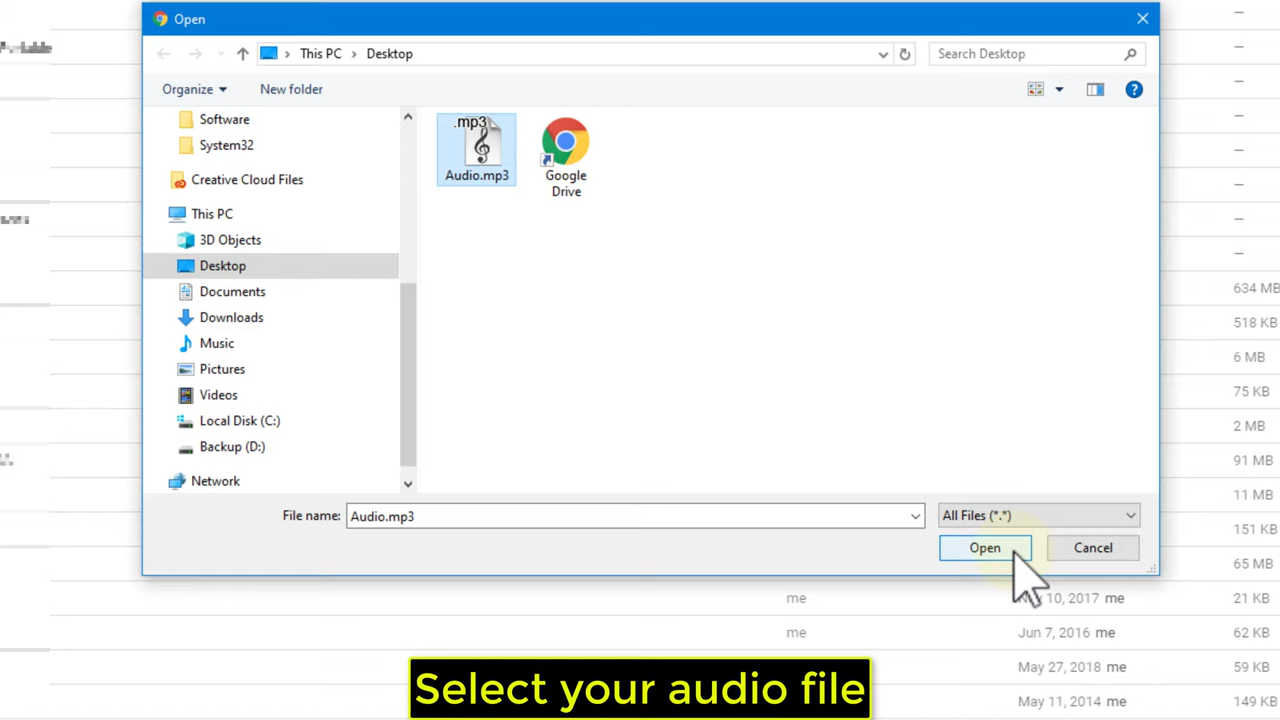 Open
This PC > Desktop
Search Desktop
Organize
New folder
?
Software
System32
Creative Cloud Files
This PC
3D Objects
Desktop
Documents
Downloads
Music
Pictures
Videos
Local Disk (C:)
Backup (D:)
Network
.mp3
Audio.mp3
Google
Drive
File name:
Audio.mp3
All Files (*.*)
Open
Cancel
634 MB
518 KB
6 MB
75 KB
2 MB
91 MB
11 MB
151 KB
65 MB
me
10, 2017 me
21 KB
me
Jun 7, 2016 me
62 KB
May 27, 2018 me
59 KB
May 11, 2014 me
149 KB
Select your audio file